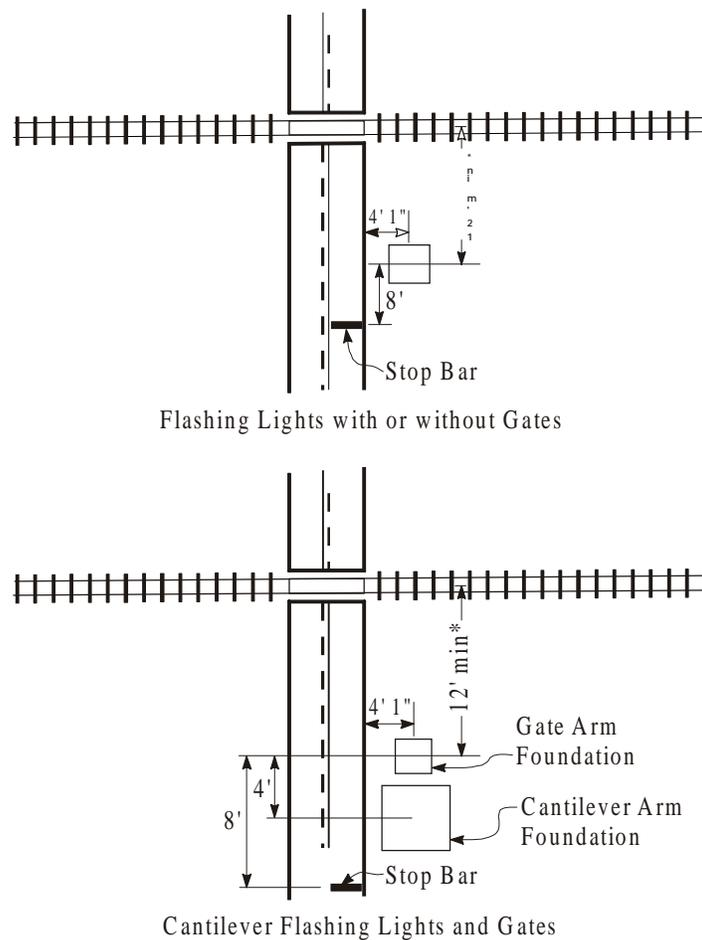 4' 1"
8'
Stop Bar
Flashing Lights with or without Gates
12' min*
4' 1"
Gate Arm
Foundation
4'
Cantilever Arm
Foundation
8'
Stop Bar
Cantilever Flashing Lights and Gates